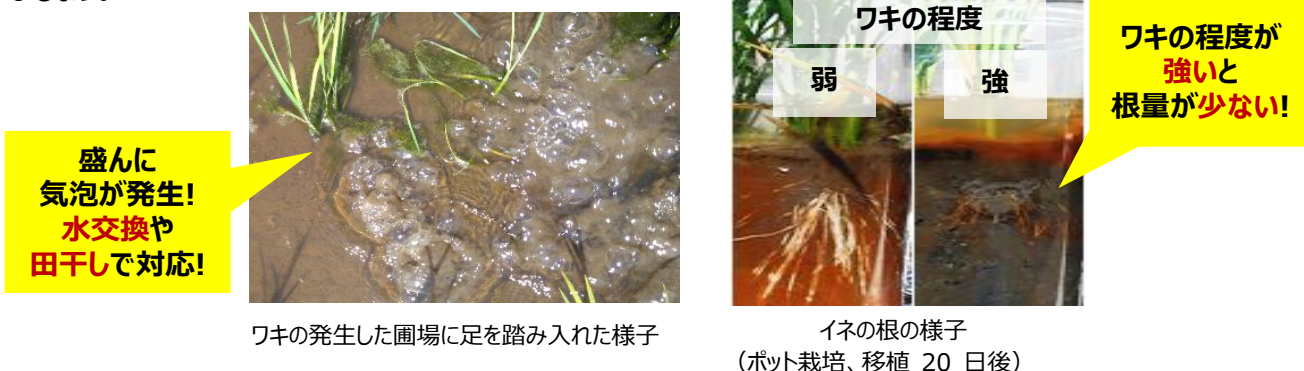 盛んに
気泡が発生!
水交換や
田干しで対応!
ワキの発生した圃場に足を踏み入れた様子
ワキの程度
弱
強
ワキの程度が
強いと
根量が少ない!
イネの根の様子
（ポット栽培、移植 20 日後）